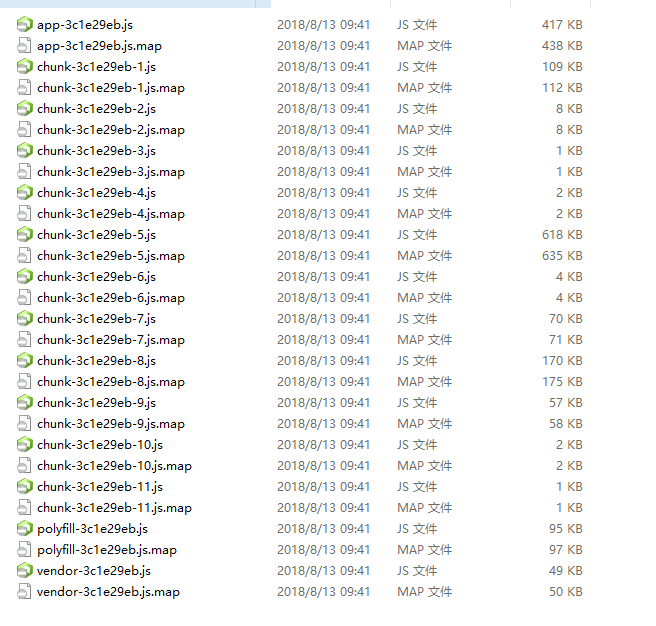 app-3c1e29eb.js 2018/8/13 09:41 JS 文件 417 KB
app-3c1e29eb.js.map 2018/8/13 09:41 MAP 文件 438 KB
chunk-3c1e29eb-1.js 2018/8/13 09:41 JS 文件 109 KB
chunk-3c1e29eb-1.js.map 2018/8/13 09:41 MAP 文件 112 KB
chunk-3c1e29eb-2.js 2018/8/13 09:41 JS 文件 8 KB
chunk-3c1e29eb-2.js.map 2018/8/13 09:41 MAP 文件 8 KB
chunk-3c1e29eb-3.js 2018/8/13 09:41 JS 文件 1 KB
chunk-3c1e29eb-3.js.map 2018/8/13 09:41 MAP 文件 1 KB
chunk-3c1e29eb-4.js 2018/8/13 09:41 JS 文件 2 KB
chunk-3c1e29eb-4.js.map 2018/8/13 09:41 MAP 文件 2 KB
chunk-3c1e29eb-5.js 2018/8/13 09:41 JS 文件 618 KB
chunk-3c1e29eb-5.js.map 2018/8/13 09:41 MAP 文件 635 KB
chunk-3c1e29eb-6.js 2018/8/13 09:41 JS 文件 4 KB
chunk-3c1e29eb-6.js.map 2018/8/13 09:41 MAP 文件 4 KB
chunk-3c1e29eb-7.js 2018/8/13 09:41 JS 文件 70 KB
chunk-3c1e29eb-7.js.map 2018/8/13 09:41 MAP 文件 71 KB
chunk-3c1e29eb-8.js 2018/8/13 09:41 JS 文件 170 KB
chunk-3c1e29eb-8.js.map 2018/8/13 09:41 MAP 文件 175 KB
chunk-3c1e29eb-9.js 2018/8/13 09:41 JS 文件 57 KB
chunk-3c1e29eb-9.js.map 2018/8/13 09:41 MAP 文件 58 KB
chunk-3c1e29eb-10.js 2018/8/13 09:41 JS 文件 2 KB
chunk-3c1e29eb-10.js.map 2018/8/13 09:41 MAP 文件 2 KB
chunk-3c1e29eb-11.js 2018/8/13 09:41 JS 文件 1 KB
chunk-3c1e29eb-11.js.map 2018/8/13 09:41 MAP 文件 1 KB
polyfill-3c1e29eb.js 2018/8/13 09:41 JS 文件 95 KB
polyfill-3c1e29eb.js.map 2018/8/13 09:41 MAP 文件 97 KB
vendor-3c1e29eb.js 2018/8/13 09:41 JS 文件 49 KB
vendor-3c1e29eb.js.map 2018/8/13 09:41 MAP 文件 50 KB